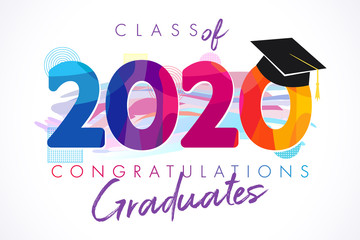 CLASS of
2020
CONGRATULATIONS
Graduates